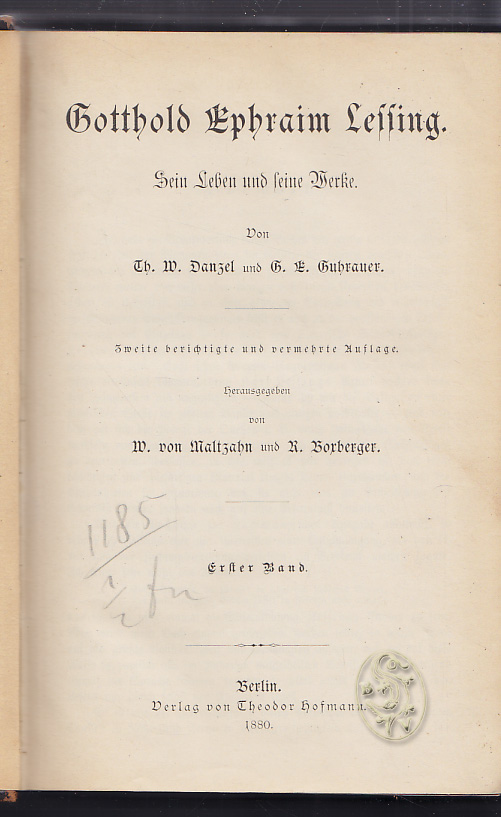 Gotthold Ephraim Lessing.
Sein Leben und seine Werke.
Von
Th. W. Danzel und G. E. Guhrauer.
Zweite berichtigte und vermehrte Auflage.
Herausgegeben
von
W. von Maltzahn und R. Boxberger.
1185
Erster Band.
Berlin.
Verlag von Theodor Hofmann.
1880.